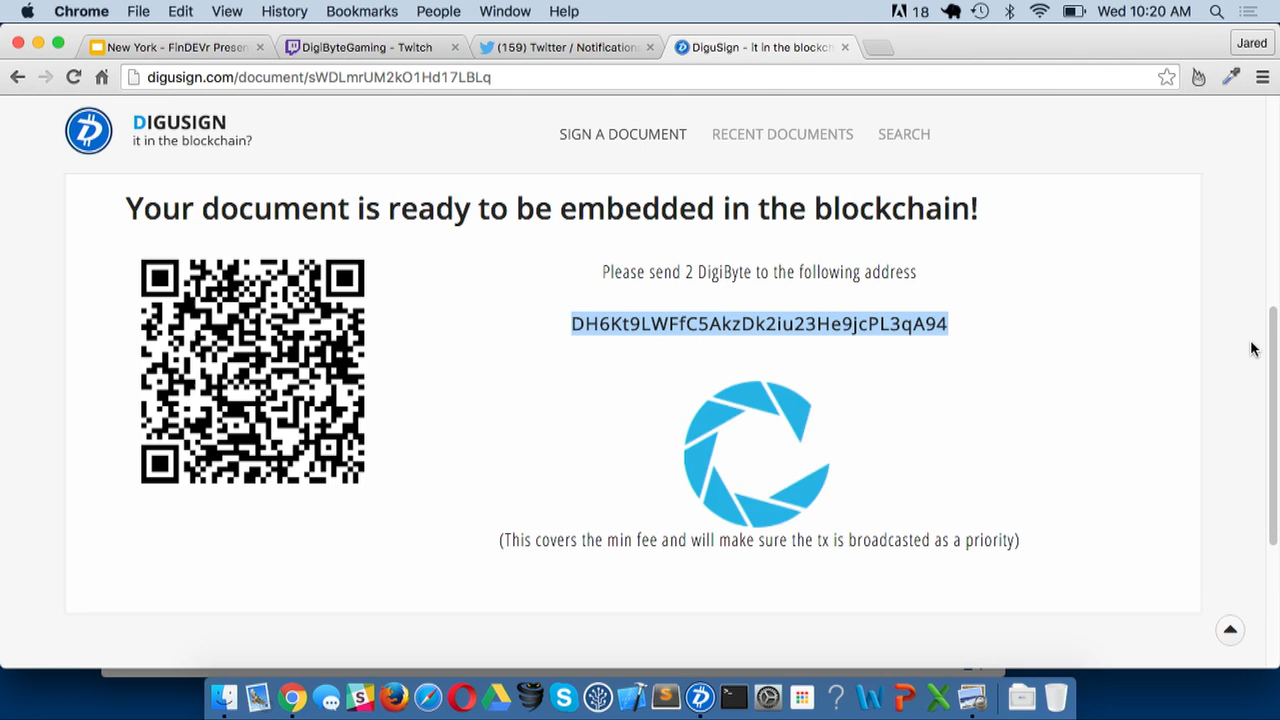 Chrome File Edit View History Bookmarks People Window Help 18 Wed 10:20 AM
New York - FinDEVr Presen DigiByteGaming - Twitch (159) Twitter / Notification DiguSign - it in the blockch Jared
digusign.com/document/sWDLmrUM2kO1Hd17LBLq
DIGUSIGN
it in the blockchain?
SIGN A DOCUMENT RECENT DOCUMENTS SEARCH
Your document is ready to be embedded in the blockchain!
Please send 2 DigiByte to the following address
DH6Kt9LWFfC5AkzDk2iu23He9jcPL3qA94
(This covers the min fee and will make sure the tx is broadcasted as a priority)